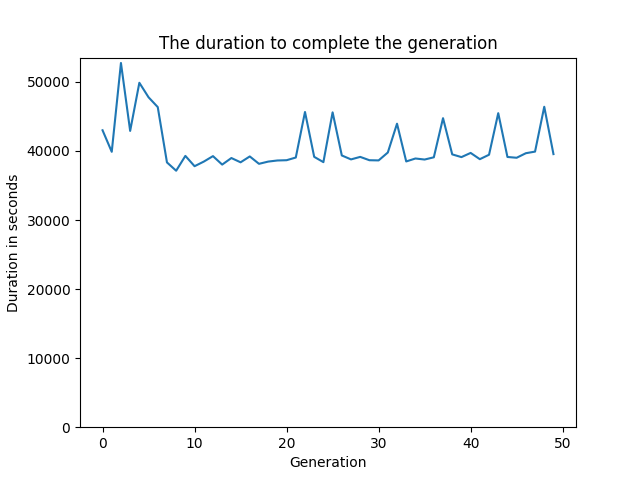 The duration to complete the generation
50000
40000
30000
20000
10000
0
Duration in seconds
0 10 20 30 40 50
Generation